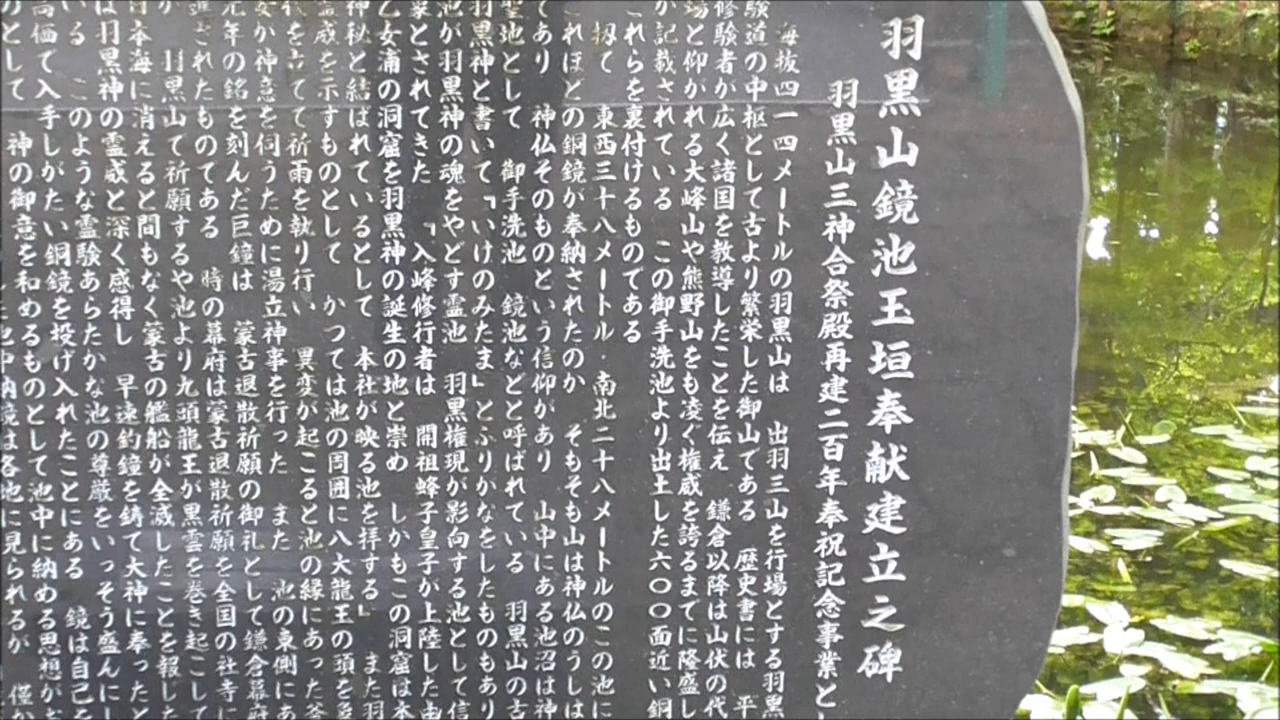 羽黒山鏡池玉垣奉献建立之碑
羽黒山三神合祭殿再建二百年奉祝記念事業と
海抜四一四メートルの羽黒山は 出羽三山を行場とする羽黒
験道の中枢として古より繁栄した御山である 歴史書には 平
修験者が広く諸国を教導したことを伝え 鎌倉以降は山伏の代
場と仰がれる大峰山や熊野山をも凌ぐ権威を誇るまでに隆盛し
か記載されている この御手洗池より出土した六〇〇面近い銅
これらを裏付けるものである
扨て 東西三十八メートル・南北二十八メートルのこの池に
これほどの銅鏡が奉納されたのか そもそも山は神仏のうしは
であり 神仏そのものという信仰があり 山中にある池沼は神
聖地として 御手洗池 鏡池などと呼ばれている 羽黒山の古
羽黒神と書いて「いけのみたま」とふりかなをしたものもあり
池が羽黒神の魂をやどす霊池 羽黒権現が影向する池として信
象とされてきた 「入峰修行者は 開祖蜂子皇子が上陸した由
乙女浦の洞窟を羽黒神の誕生の地と崇め しかもこの洞窟は本
神秘と結ばれているとして 本社が映る池を拝する」 また羽
霊威を示すものとして かつては池の周囲に八大龍王の頭を
代を立てて祈雨を執り行い 異変が起こると池の縁にあった
女が神意を伺うために湯立神事を行った また 池の東側にあ
元年の銘を刻んだ巨鐘は 蒙古退散祈願の御礼として鎌倉幕府
進されたものである 時の幕府は蒙古退散祈願を全国の社寺に
が 羽黒山で祈願するや池より九頭龍王が黒雲を巻き起こして
日本海に消えると間もなく蒙古の艦船が全滅したことを報じた
は羽黒神の霊威と深く感得し 早速釣鐘を鋳て大神に奉ったと
いる このような霊験あらたかな池の尊厳をいっそう盛んにし
高価で入手しがたい銅鏡を投げ入れたことにある 鏡は自己を
として 神の御意を和めるものとして池中に納める思想が
池中納鏡は各地に見られるが 僅か